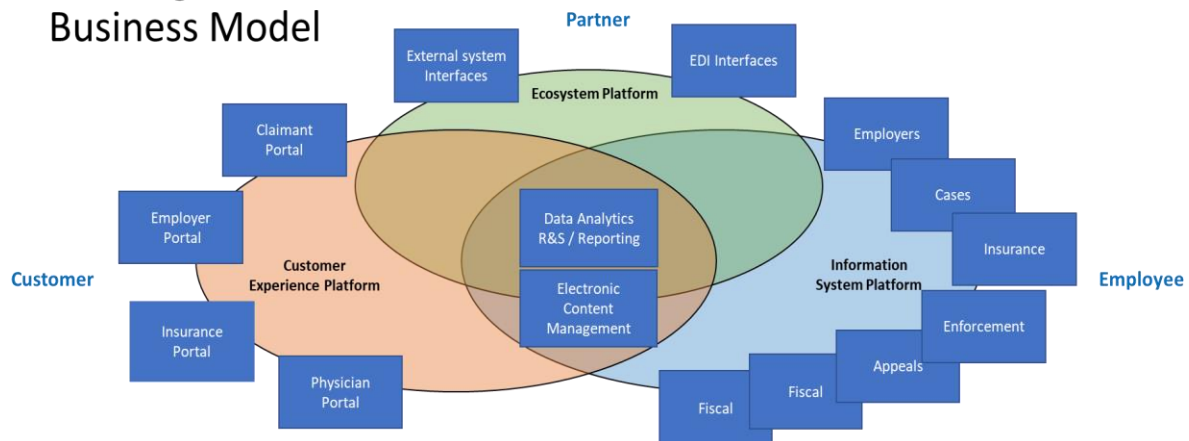 Business Model
Partner
External system
Interfaces
EDI Interfaces
Ecosystem Platform
Claimant
Portal
Employers
Cases
Employer
Portal
Data Analytics
R&S / Reporting
Insurance
Customer
Customer
Experience Platform
Information
System Platform
Employee
Electronic
Content
Management
Insurance
Portal
Enforcement
Appeals
Physician
Portal
Fiscal
Fiscal